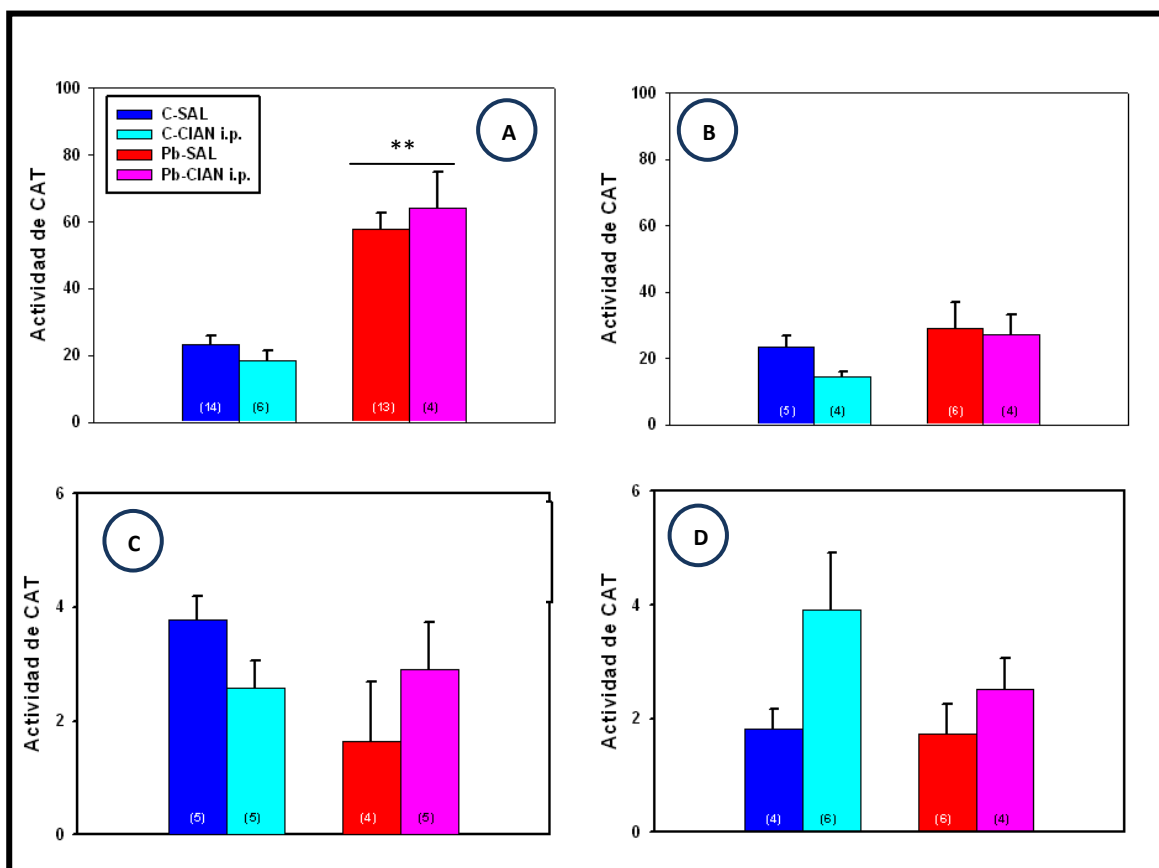 100
80
60
40
20
0
Actividad de CAT
C-SAL
C-CIAN i.p.
Pb-SAL
Pb-CIAN i.p.
**
A
(14) (6) (13) (4)
100
80
60
40
20
0
Actividad de CAT
B
(5) (4) (6) (4)
6
4
2
0
Actividad de CAT
C
(5) (5) (4) (5)
6
4
2
0
Actividad de CAT
D
(4) (6) (6) (4)